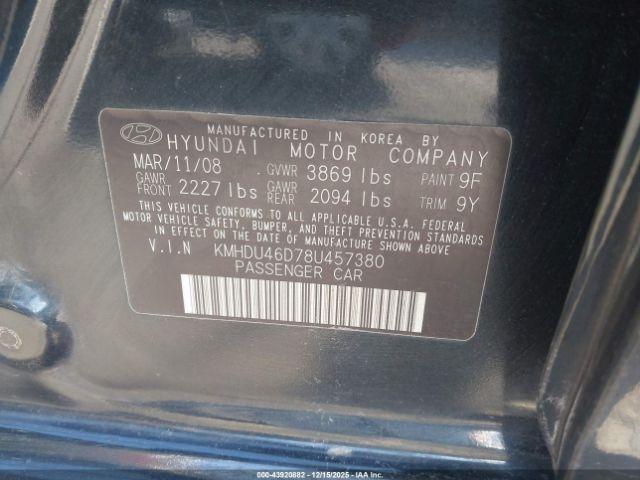 MANUFACTURED IN KOREA BY
HYUNDAI MOTOR COMPANY
MAR/11/08 GVWR 3869 lbs PAINT 9F
GAWR FRONT 2227 lbs GAWR REAR 2094 lbs TRIM 9Y
THIS VEHICLE CONFORMS TO ALL APPLICABLE U.S.A. FEDERAL
MOTOR VEHICLE SAFETY, BUMPER, AND THEFT PREVENTION STANDARDS
IN EFFECT ON THE DATE OF MANUFACTURE SHOWN ABOVE.
V.I.N KMHDU46D78U457380
PASSENGER CAR
© IAA - 43920882 - 12/15/2025 - IAAI.COM